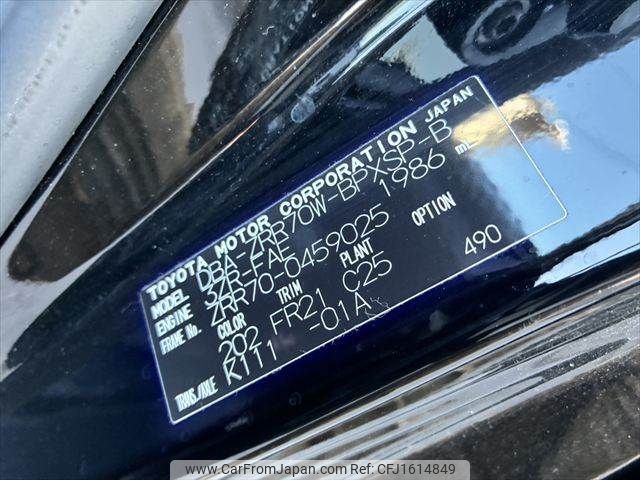 TOYOTA MOTOR CORPORATION JAPAN
MODEL DBA-ZRR70W-BPXSP-B
ENGINE 3ZR-FAE 1986 ml
FRAME No. ZRR70-0459025
COLOR TRIM PLANT OPTION
202 FR21 C25 490
TRANS./AXLE K111 -01A
www.CarFromJapan.com - CFJ1614849